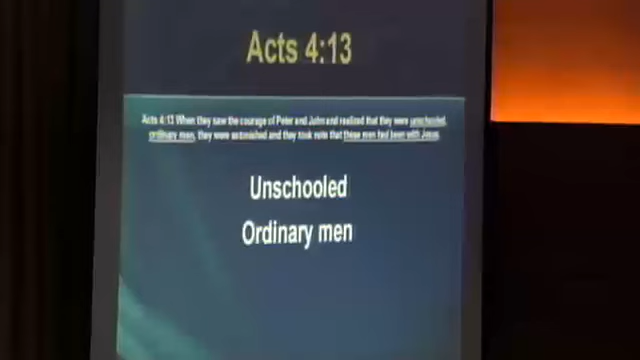 Acts 4:13
Acts 4:13 When they saw the courage of Peter and John and realized that they were unschooled,
ordinary men, they were astonished and they took note that these men had been with Jesus.
Unschooled
Ordinary men